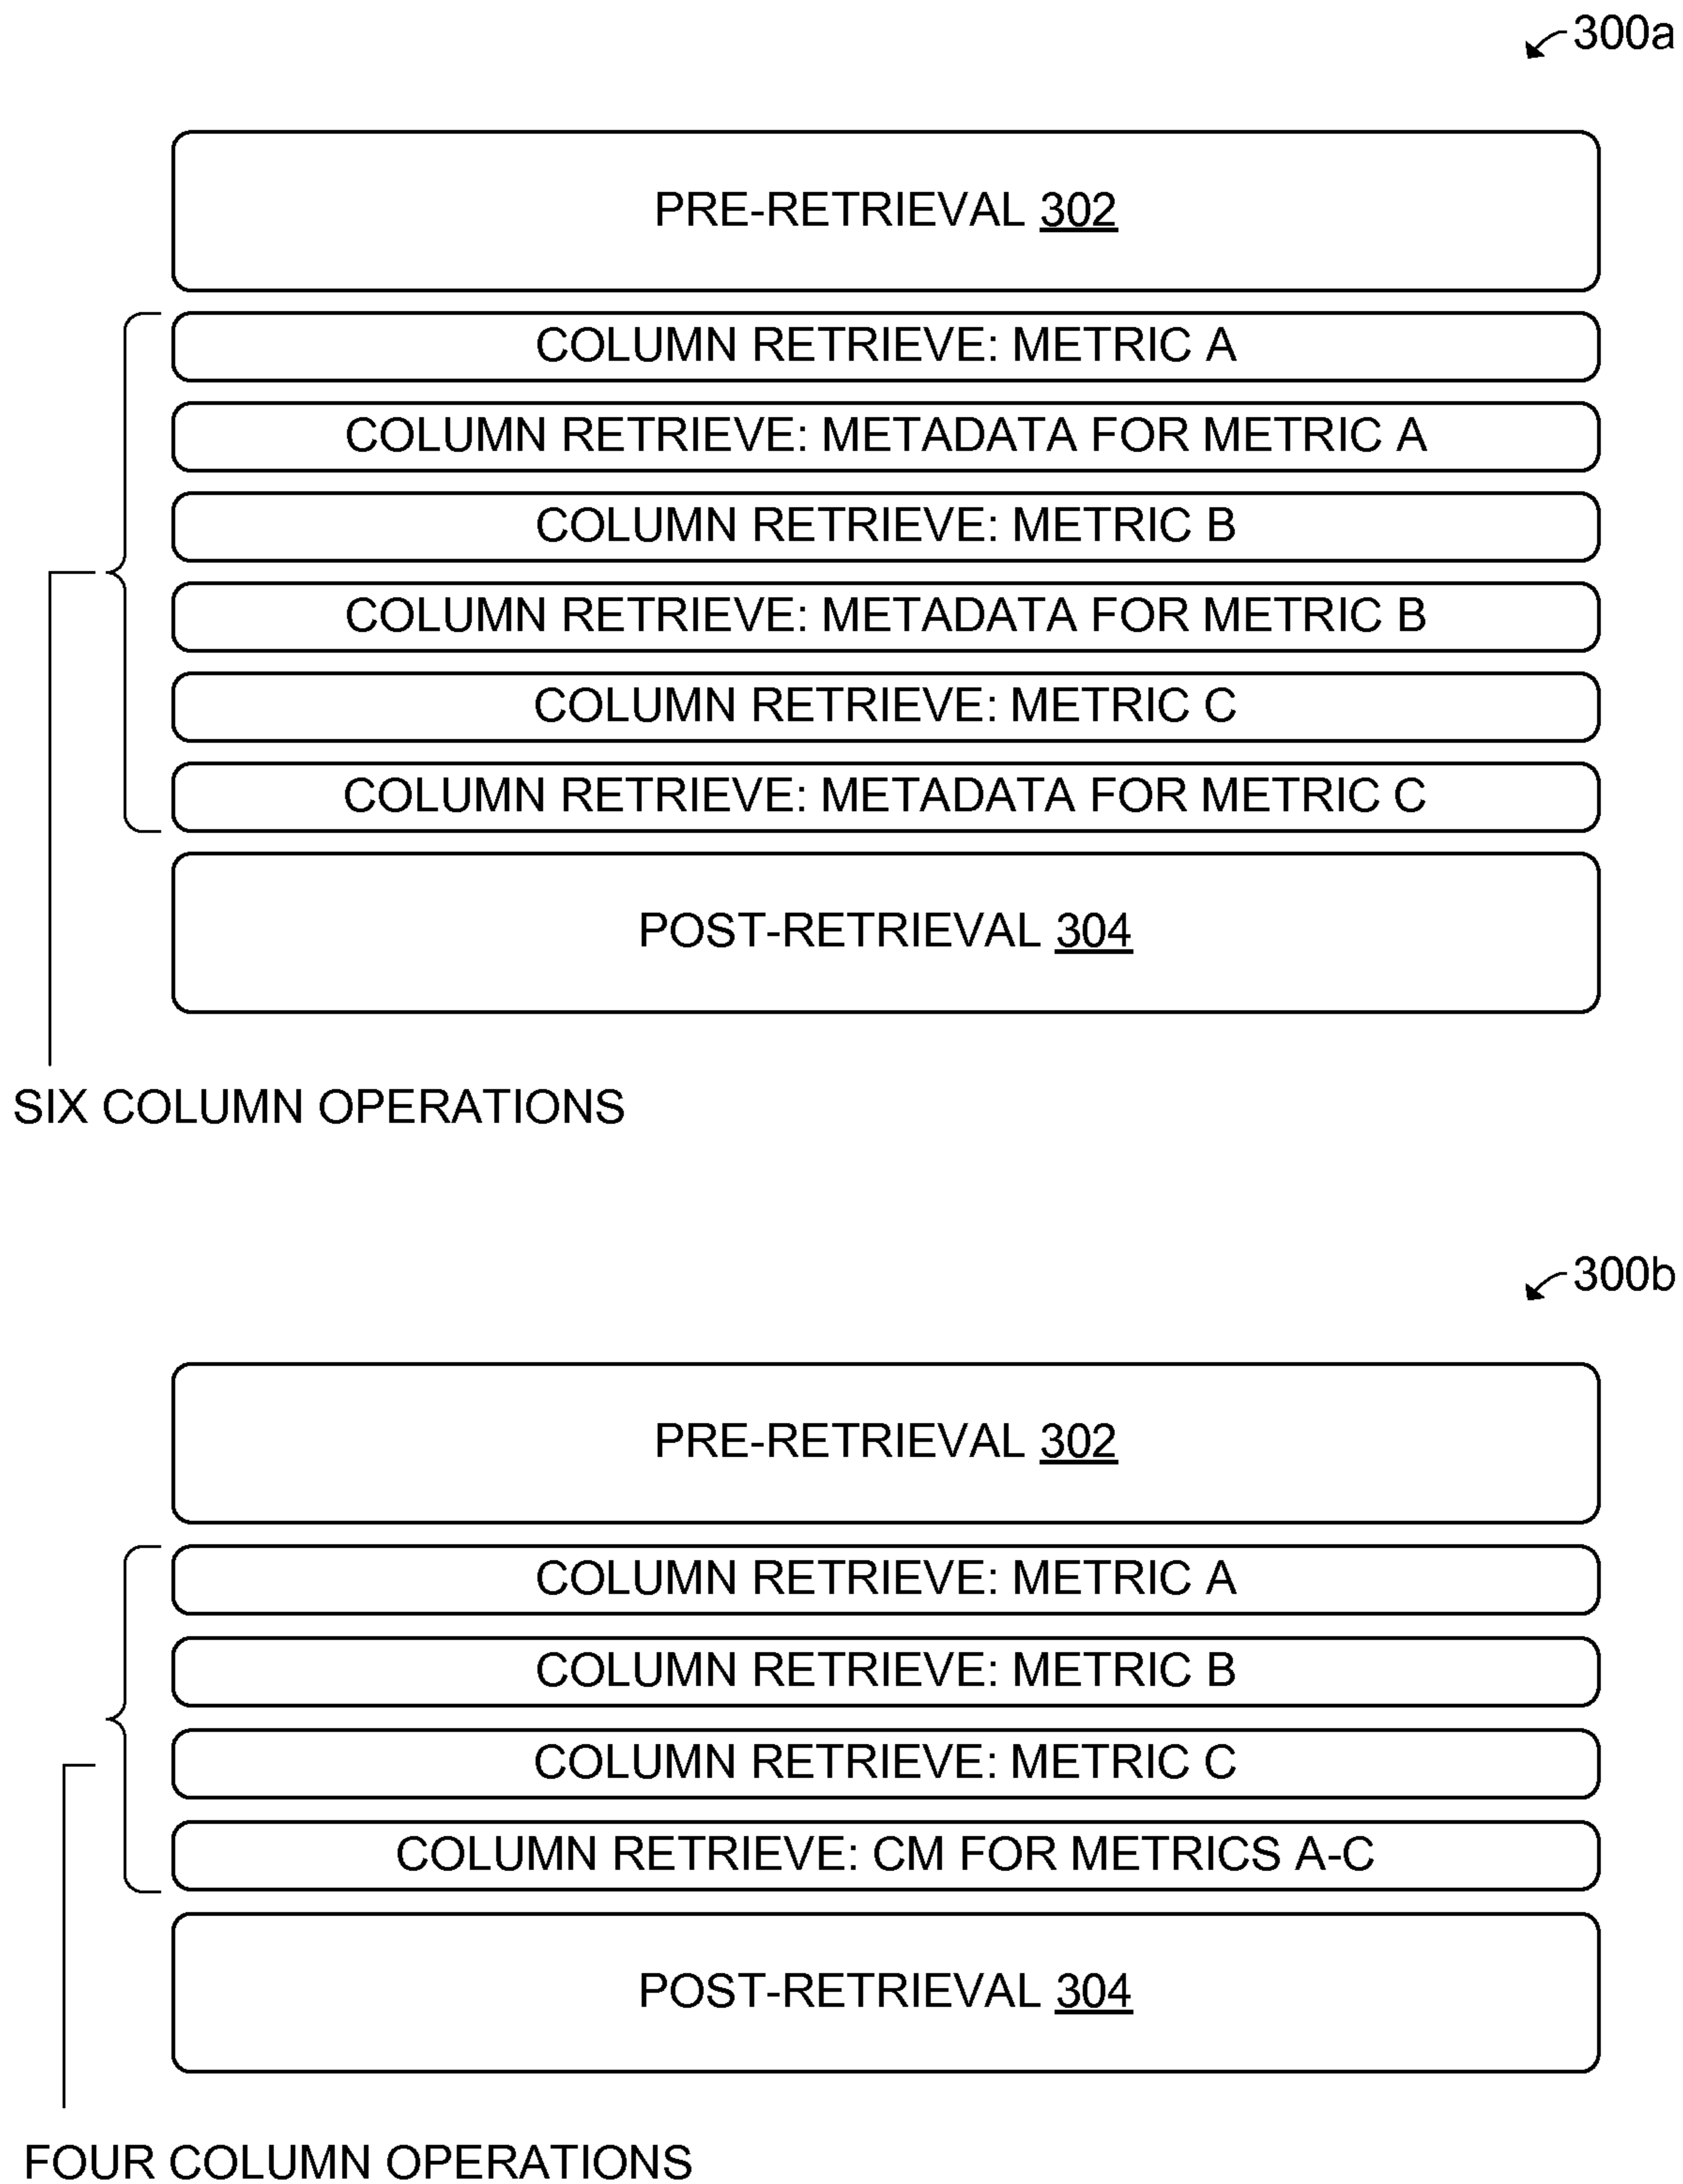 300a
PRE-RETRIEVAL 302
COLUMN RETRIEVE: METRIC A
COLUMN RETRIEVE: METADATA FOR METRIC A
COLUMN RETRIEVE: METRIC B
COLUMN RETRIEVE: METADATA FOR METRIC B
COLUMN RETRIEVE: METRIC C
COLUMN RETRIEVE: METADATA FOR METRIC C
POST-RETRIEVAL 304
SIX COLUMN OPERATIONS
300b
PRE-RETRIEVAL 302
COLUMN RETRIEVE: METRIC A
COLUMN RETRIEVE: METRIC B
COLUMN RETRIEVE: METRIC C
COLUMN RETRIEVE: CM FOR METRICS A-C
POST-RETRIEVAL 304
FOUR COLUMN OPERATIONS